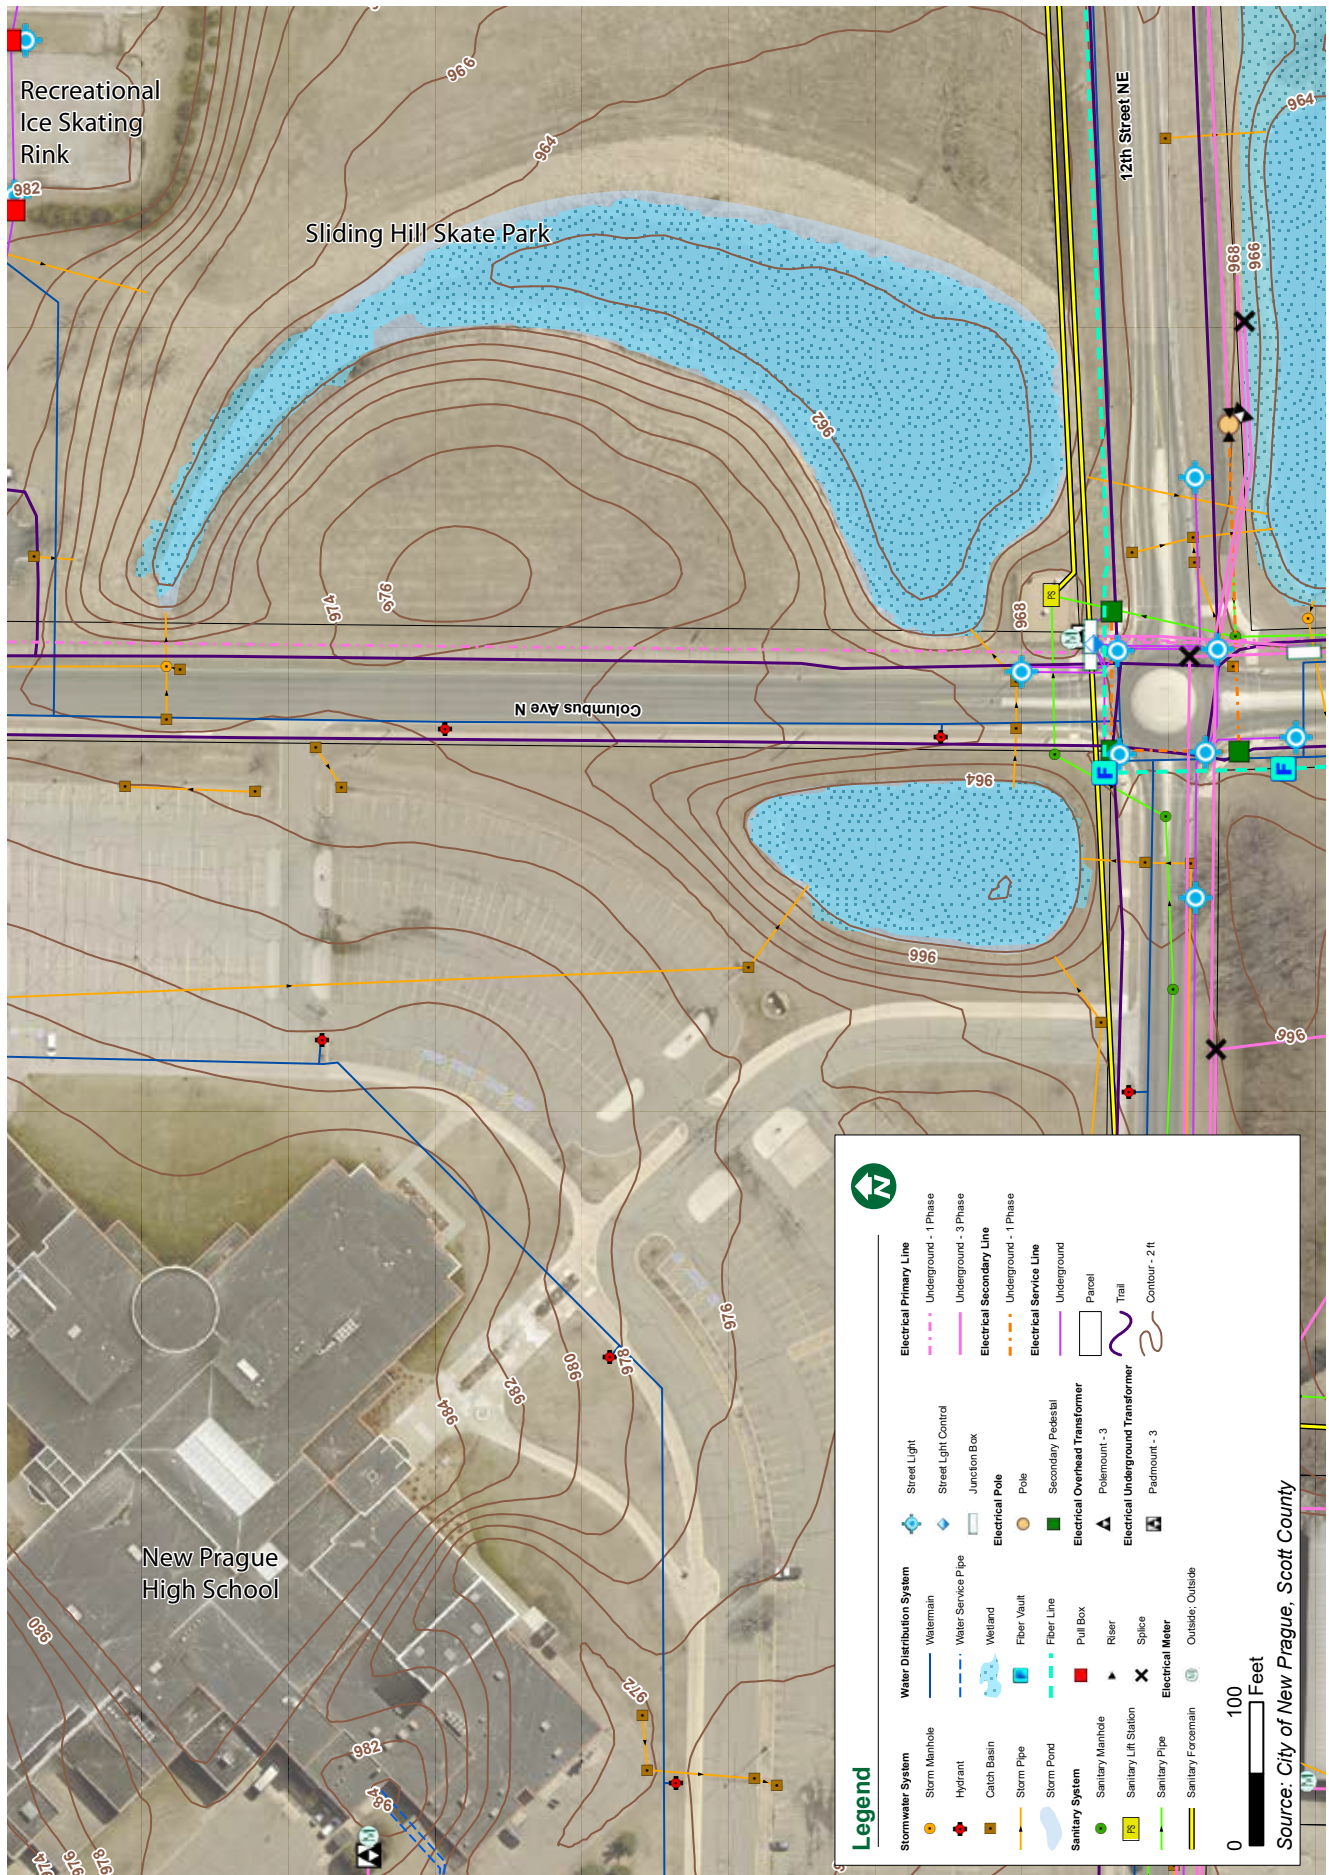 966
Recreational
Ice Skating
Rink
982
964
Sliding Hill Skate Park
12th Street NE
964
968
966
962
974
976
968
Columbus Ave N
PS
M
F
F
964
966
966
976
978
980
982
984
New Prague
High School
980
972
982
984
M
974
976
978
M
Legend
N
Stormwater System
Storm Manhole
Hydrant
Catch Basin
Storm Pipe
Storm Pond
Sanitary System
Sanitary Manhole
PS
Sanitary Lift Station
Sanitary Pipe
Sanitary Forcemain
Water Distribution System
Watermain
Water Service Pipe
Wetland
F
Fiber Vault
Fiber Line
Pull Box
Riser
Splice
Electrical Meter
M
Outside; Outside
Street Light
Street Lght Control
Junction Box
Electrical Pole
Pole
Secondary Pedestal
Electrical Overhead Transformer
Polemount - 3
Electrical Underground Transformer
Padmount - 3
Electrical Primary Line
Underground - 1 Phase
Underground - 3 Phase
Electrical Secondary Line
Underground - 1 Phase
Electrical Service Line
Underground
Parcel
Trail
Contour - 2 ft
0
100
Feet
Source: City of New Prague, Scott County